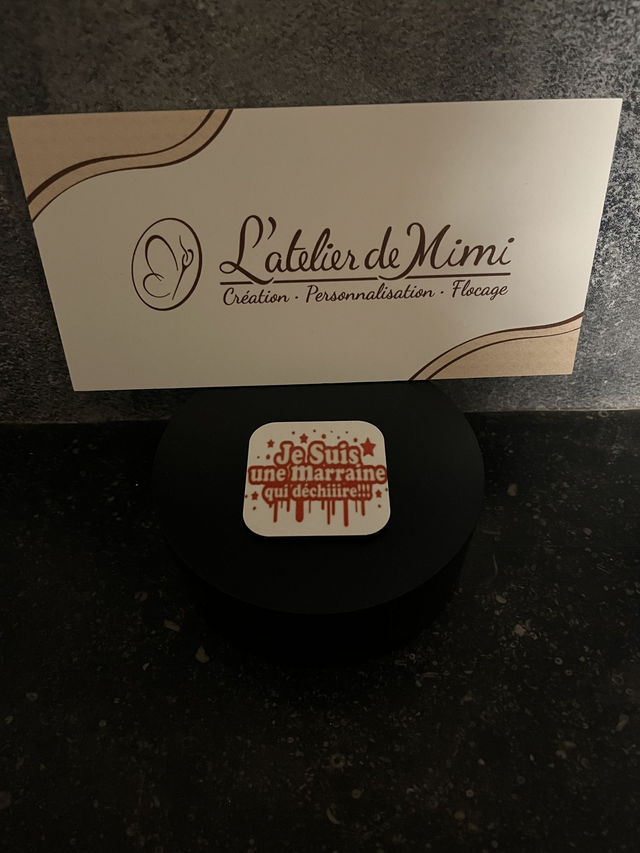 L'atelier de Mimi
Création · Personnalisation · Flocage
Je Suis
une Marraine
qui déchiiire!!!